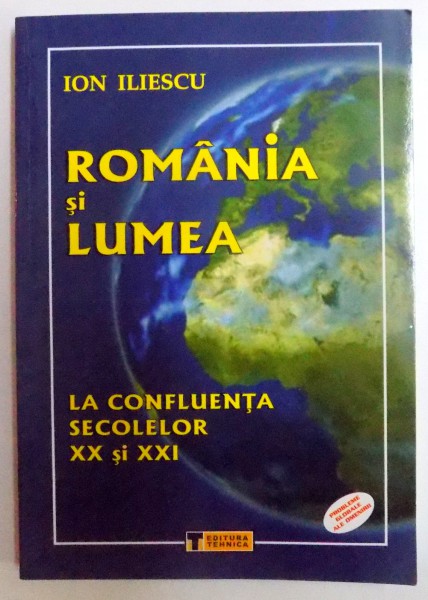 ION ILIESCU
ROMÂNIA
și
LUMEA
LA CONFLUENȚA
SECOLELOR
XX și XXI
PROBLEME
GLOBALE
ALE OMENIRII
T EDITURA
TEHNICA